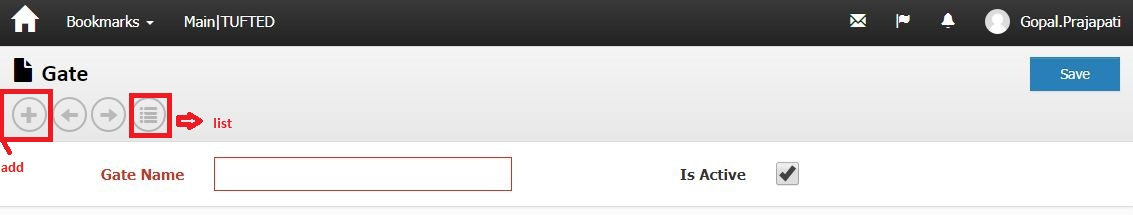 Bookmarks Main|TUFTED Gopal.Prajapati
Gate Save
list
add
Gate Name Is Active